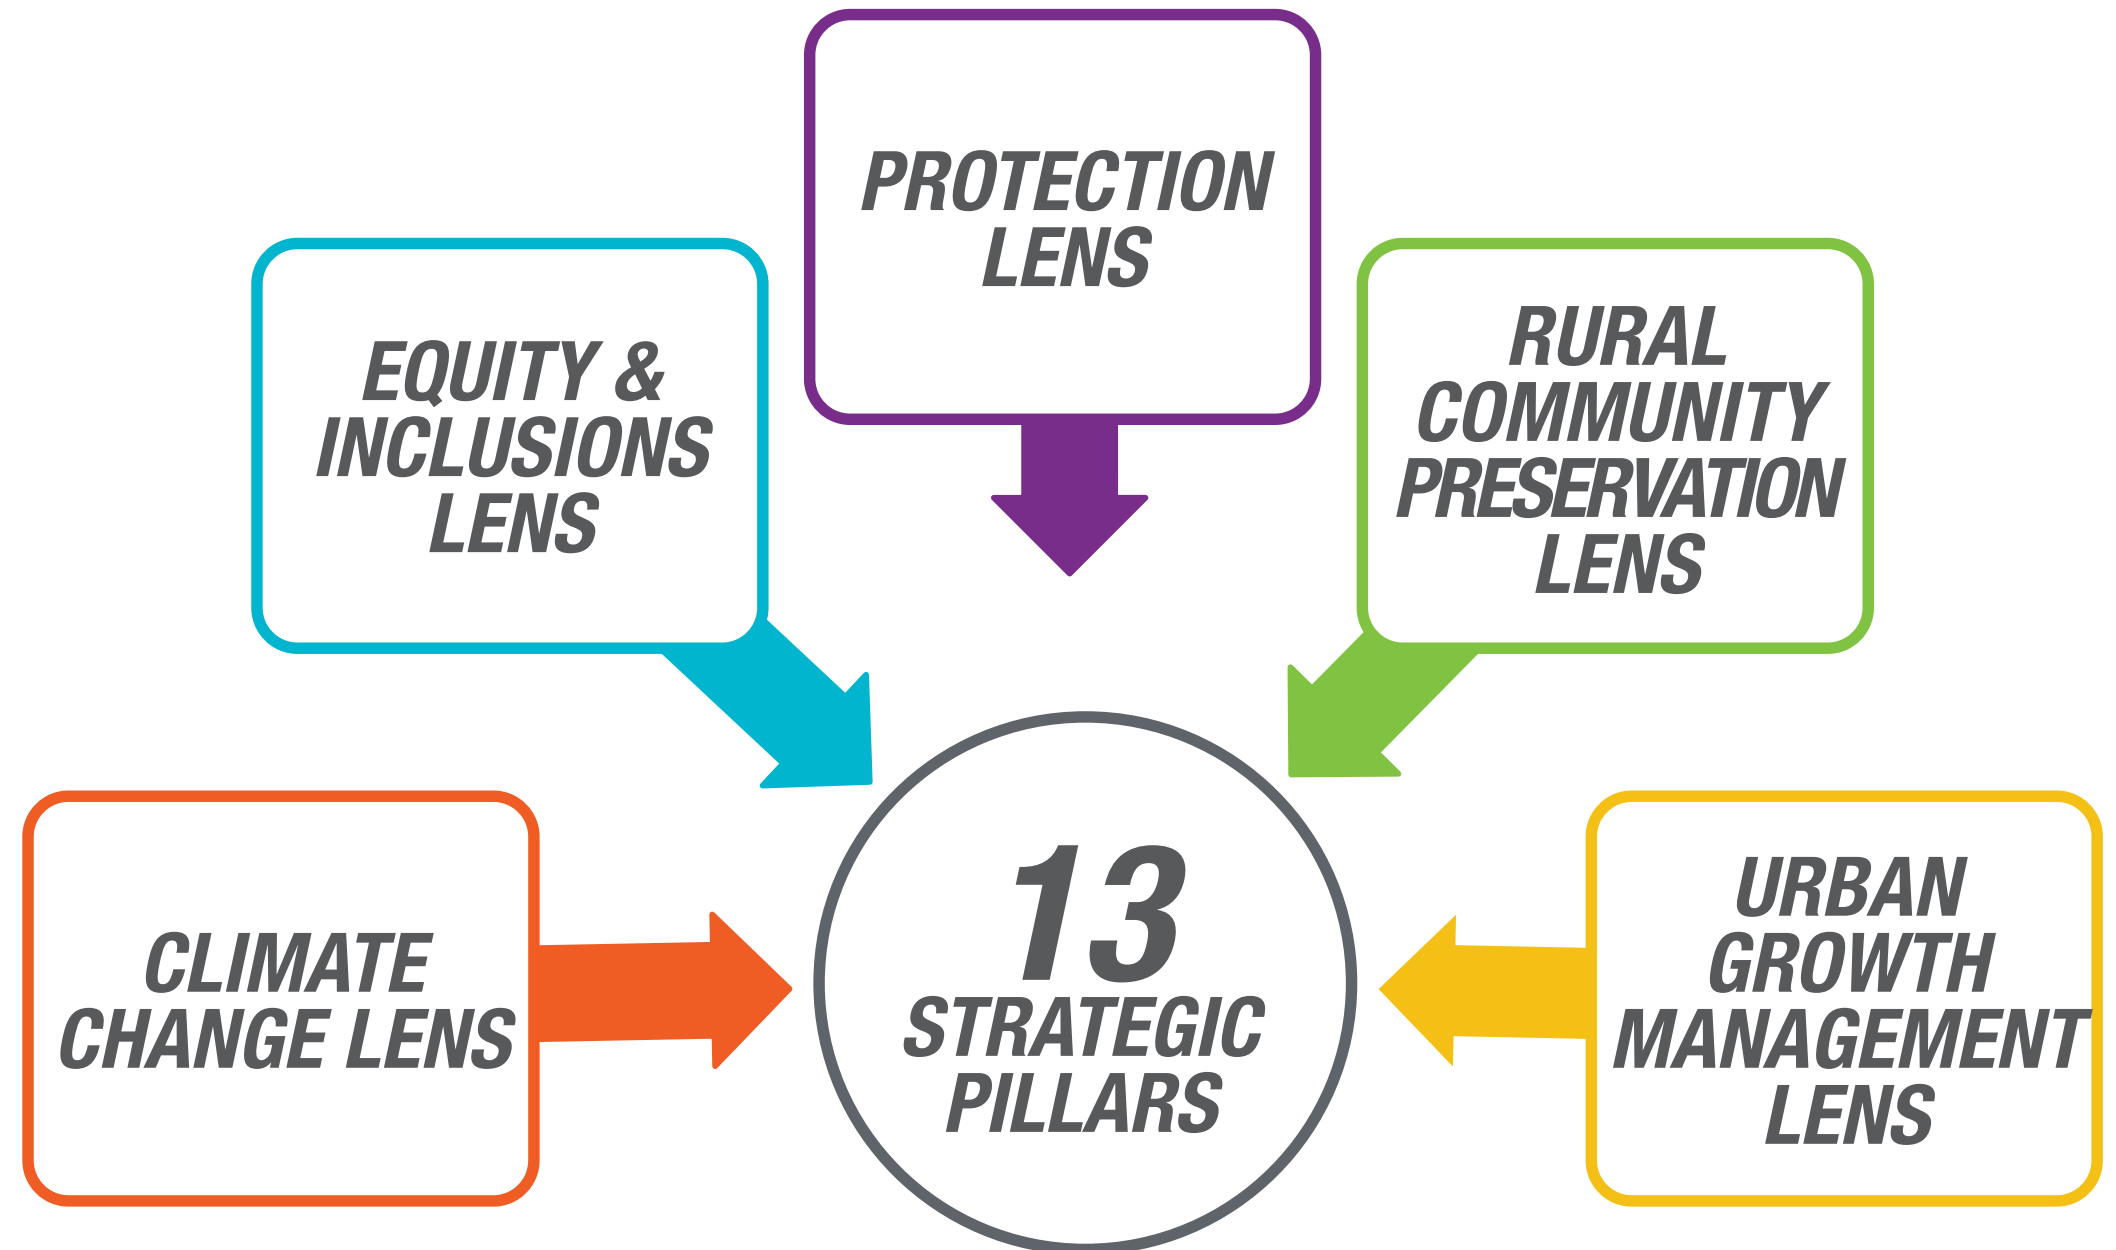 PROTECTION
LENS
EQUITY &
INCLUSIONS
LENS
RURAL
COMMUNITY
PRESERVATION
LENS
CLIMATE
CHANGE LENS
13
STRATEGIC
PILLARS
URBAN
GROWTH
MANAGEMENT
LENS